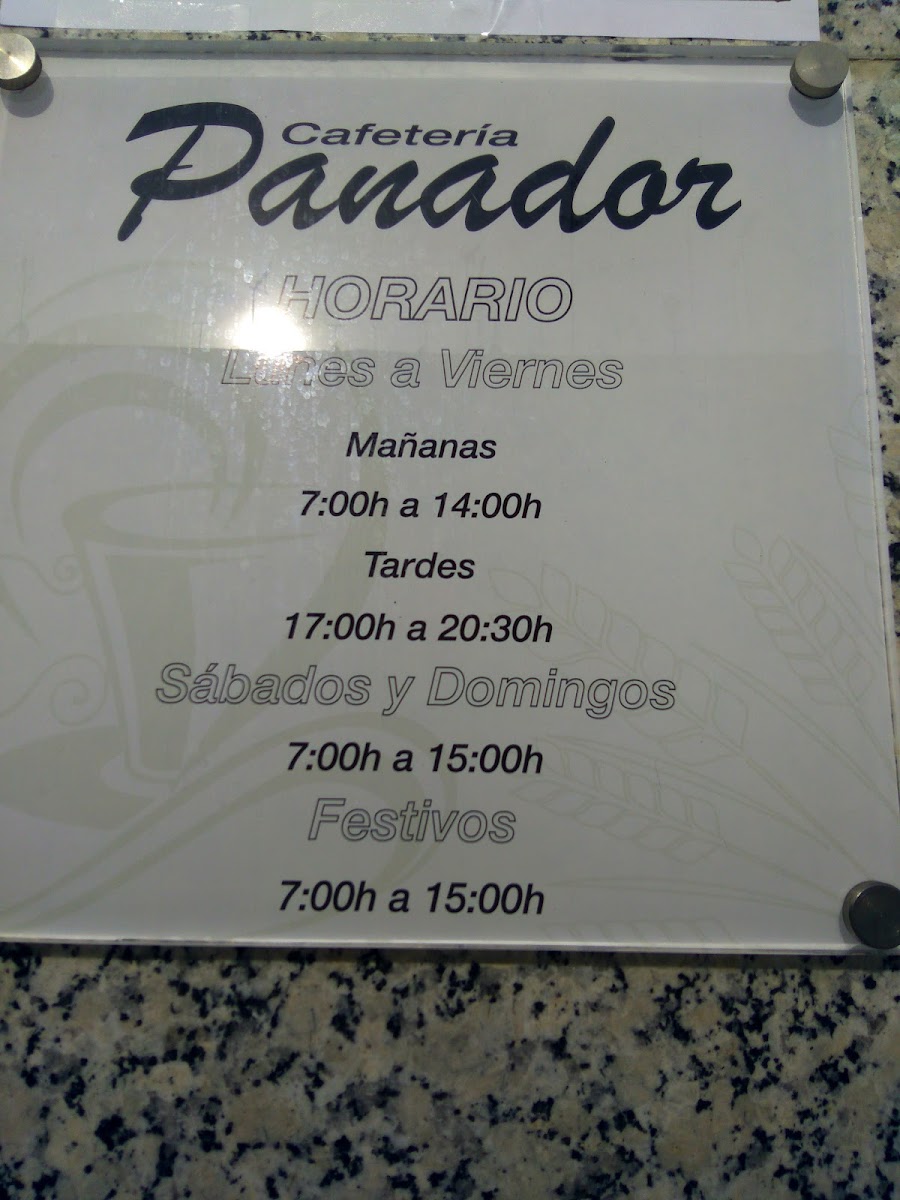 Cafetería
Panador
HORARIO
Lunes a Viernes
Mañanas
7:00h a 14:00h
Tardes
17:00h a 20:30h
Sábados y Domingos
7:00h a 15:00h
Festivos
7:00h a 15:00h